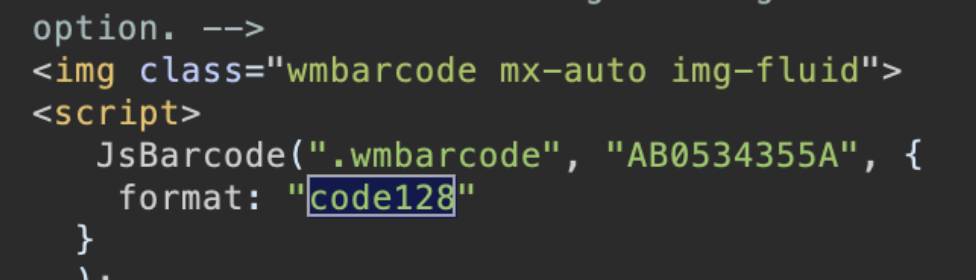 option. -->
<img class="wmbarcode mx-auto img-fluid">
<script>
JsBarcode(".wmbarcode", "AB0534355A", {
format: "code128"
}
);